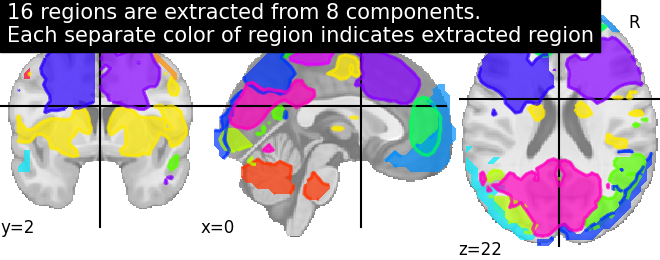 16 regions are extracted from 8 components.
Each separate color of region indicates extracted region
R
y=2
x=0
z=22